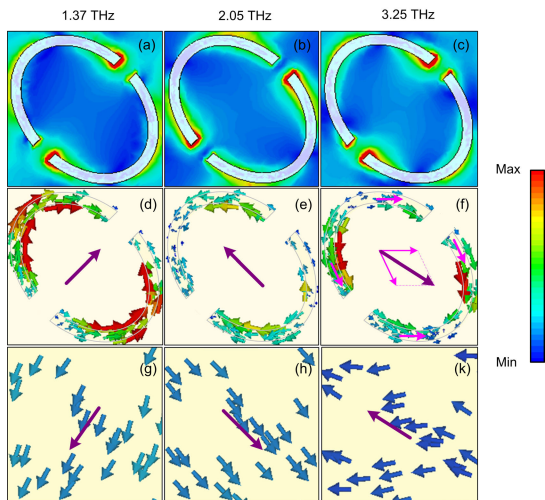 1.37 THz 2.05 THz 3.25 THz
(a) (b) (c)
Max
(d) (e) (f)
Min
(g) (h) (k)